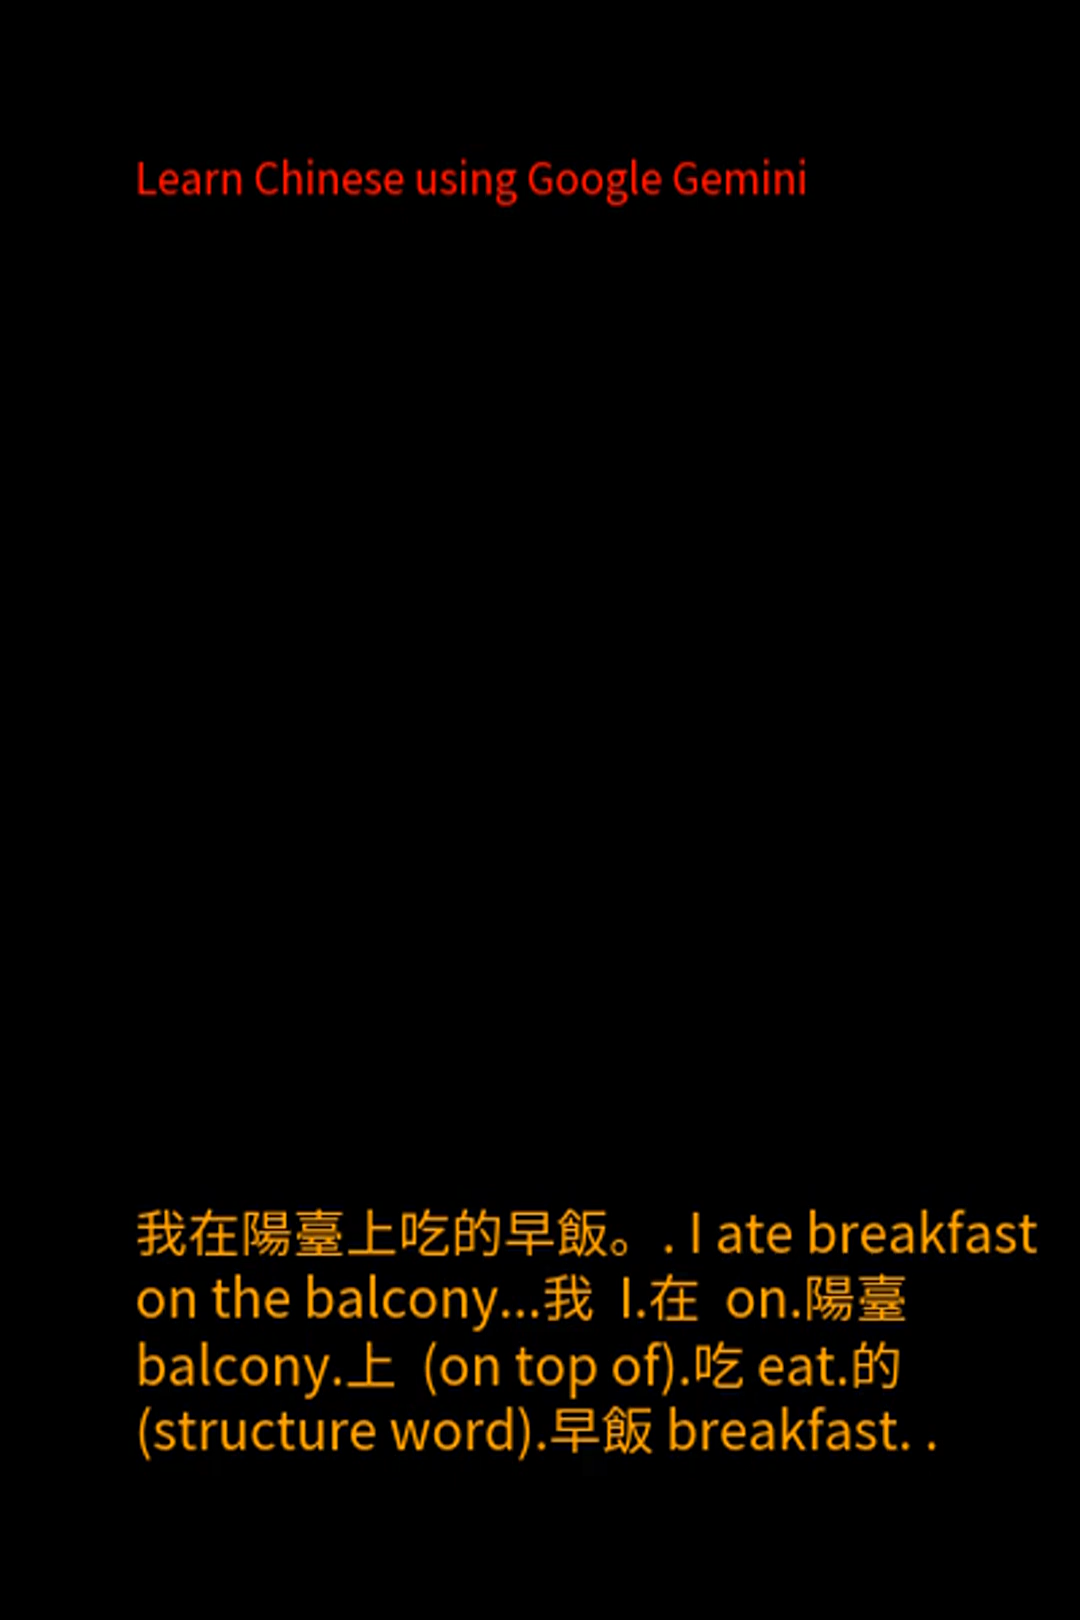 Learn Chinese using Google Gemini
我在陽臺上吃的早飯。. I ate breakfast
on the balcony...我  I.在  on.陽臺
balcony.上  (on top of).吃 eat.的
(structure word).早飯 breakfast. .